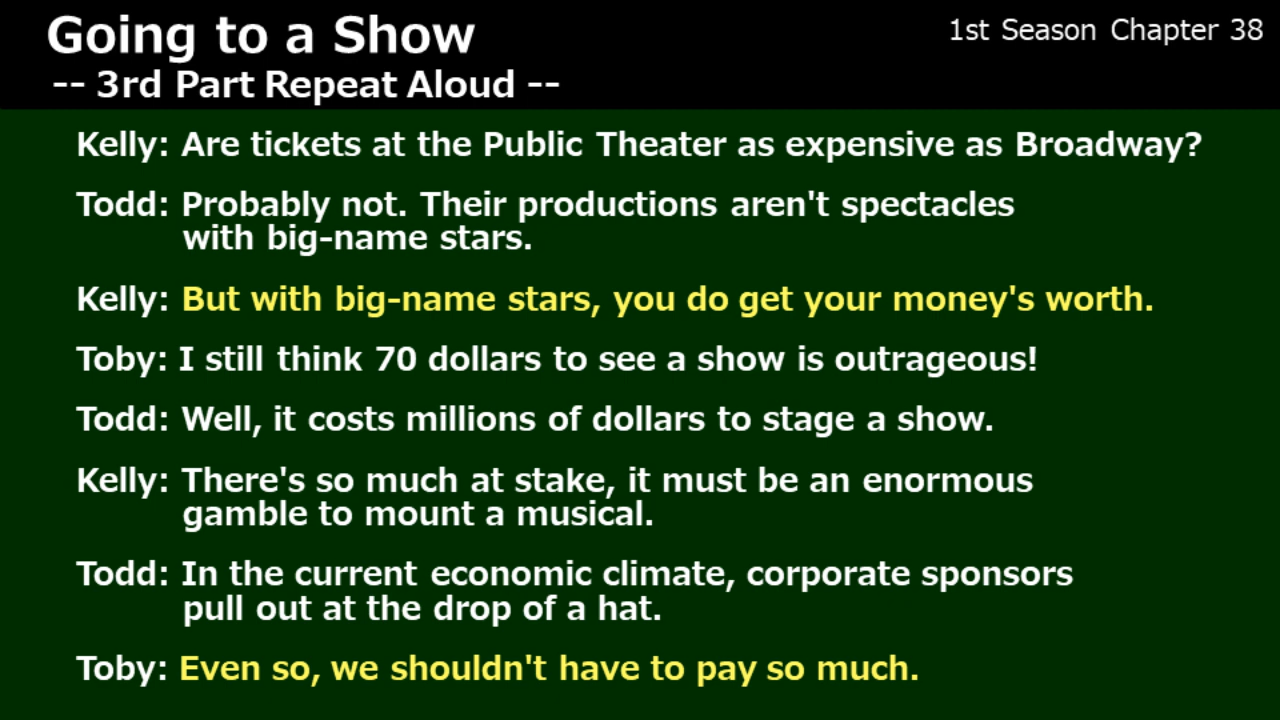 Going to a Show
1st Season Chapter 38
-- 3rd Part Repeat Aloud --
Kelly: Are tickets at the Public Theater as expensive as Broadway?
Todd: Probably not. Their productions aren't spectacles
with big-name stars.
Kelly: But with big-name stars, you do get your money's worth.
Toby: I still think 70 dollars to see a show is outrageous!
Todd: Well, it costs millions of dollars to stage a show.
Kelly: There's so much at stake, it must be an enormous
gamble to mount a musical.
Todd: In the current economic climate, corporate sponsors
pull out at the drop of a hat.
Toby: Even so, we shouldn't have to pay so much.